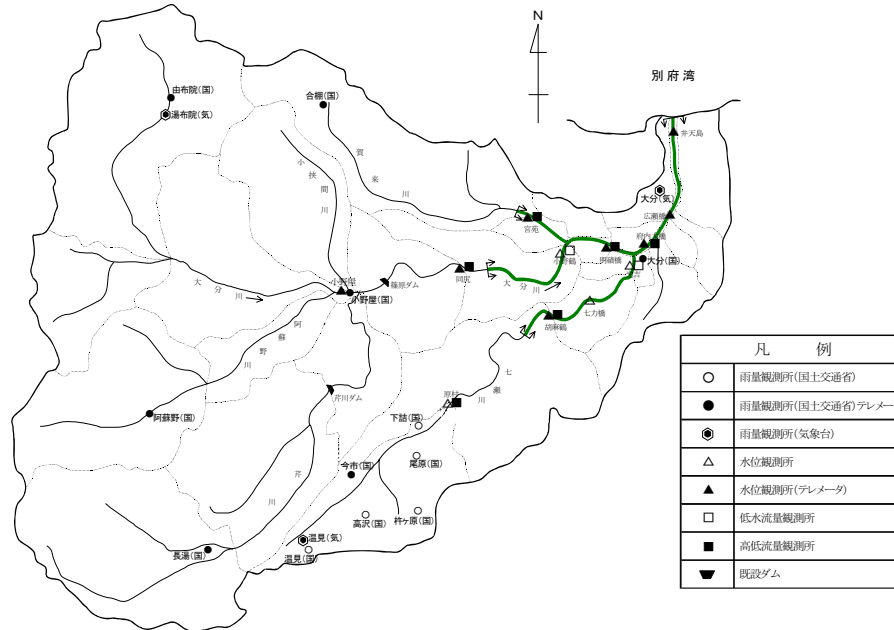 N
別府湾
由布院(国)
湯布院(気)
合棚(国)
賀来川
小挟間川
弁天島
大分(気)
広瀬橋
宮苑
府内大橋
小野鶴
胴礩橋
大分(国)
同尻
大分川
七力橋
胡麻鶴
篠原ダム
小野屋
小野屋(国)
大分川
阿蘇野川
七瀬川
芹川ダム
原村
下詰(国)
阿蘇野(国)
尾原(国)
今市(国)
芹川
高沢(国)
杵ヶ原(国)
温見(気)
温見(国)
長湯(国)
凡 例
雨量観測所(国土交通省)
雨量観測所(国土交通省)テレメー
雨量観測所(気象台)
水位観測所
水位観測所(テレメータ)
低水流量観測所
高低流量観測所
既設ダム